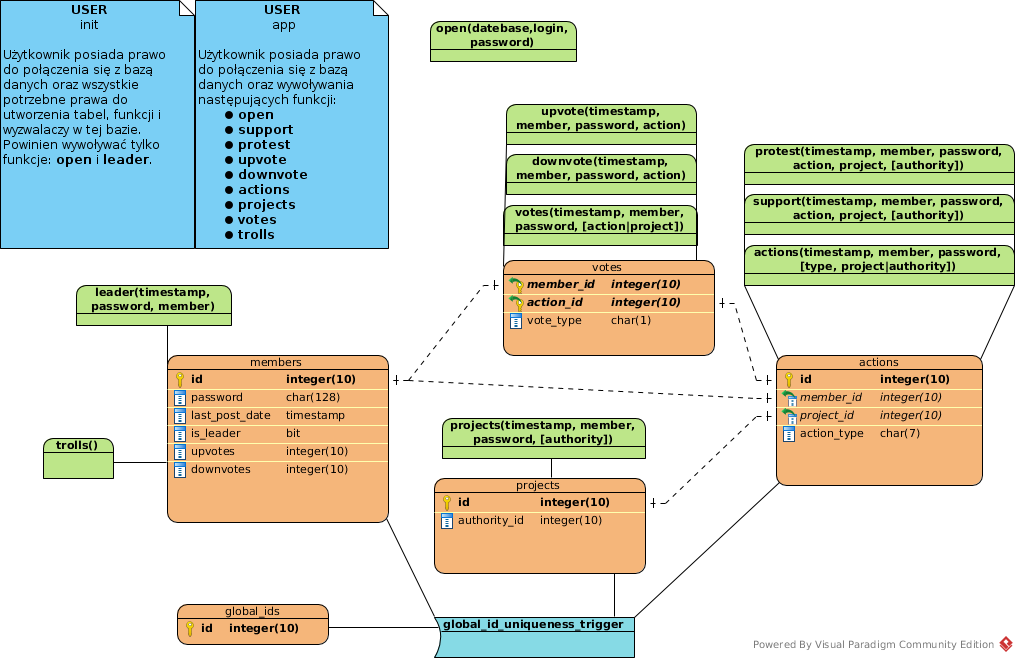 USER
init
Użytkownik posiada prawo
do połączenia się z bazą
danych oraz wszystkie
potrzebne prawa do
utworzenia tabel, funkcji i
wyzwalaczy w tej bazie.
Powinien wywoływać tylko
funkcje: open i leader.
USER
app
Użytkownik posiada prawo
do połączenia się z bazą
danych oraz wywoływania
następujących funkcji:
● open
● support
● protest
● upvote
● downvote
● actions
● projects
● votes
● trolls
open(datebase,login,
password)
upvote(timestamp,
member, password, action)
downvote(timestamp,
member, password, action)
votes(timestamp, member,
password, [action|project])
protest(timestamp, member, password,
action, project, [authority])
support(timestamp, member, password,
action, project, [authority])
actions(timestamp, member, password,
[type, project|authority])
votes
member_id integer(10)
action_id integer(10)
vote_type char(1)
leader(timestamp,
password, member)
members
id integer(10)
password char(128)
last_post_date timestamp
is_leader bit
upvotes integer(10)
downvotes integer(10)
actions
id integer(10)
member_id integer(10)
project_id integer(10)
action_type char(7)
trolls()
projects(timestamp, member,
password, [authority])
projects
id integer(10)
authority_id integer(10)
global_ids
id integer(10)
global_id_uniqueness_trigger
Powered By Visual Paradigm Community Edition